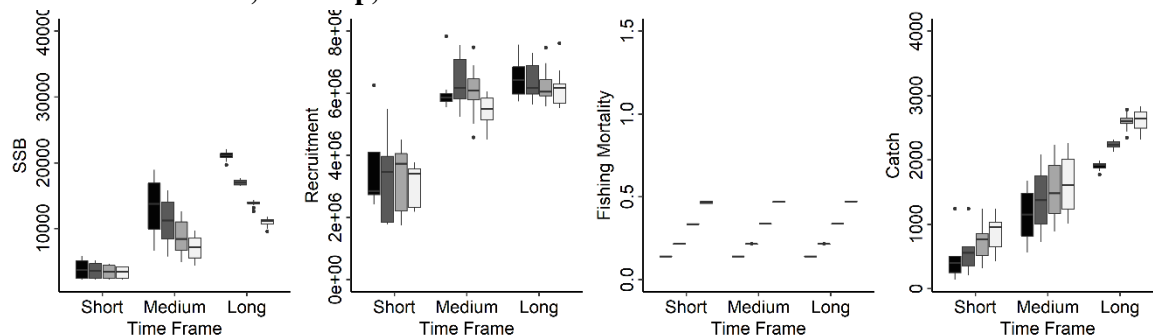 SSB
40000
30000
20000
10000
Short Medium Long
Time Frame
Recruitment
8e+06
6e+06
4e+06
2e+06
0e+00
Short Medium Long
Time Frame
Fishing Mortality
1.5
1.0
0.5
0.0
Short Medium Long
Time Frame
Catch
4000
3000
2000
1000
0
Short Medium Long
Time Frame